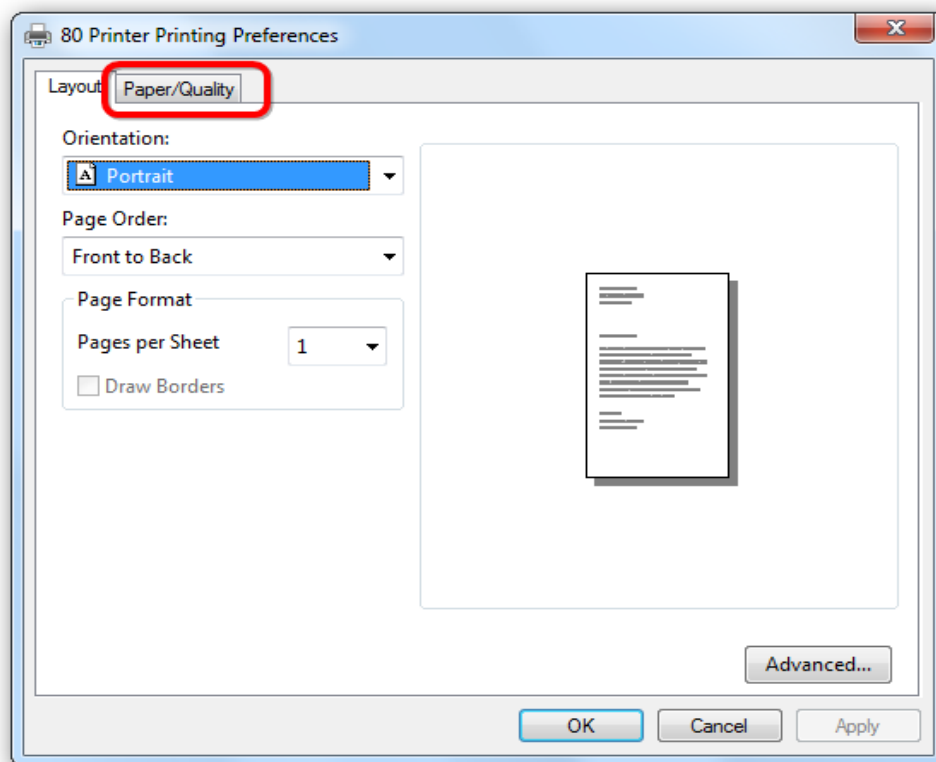 80 Printer Printing Preferences
Layout Paper/Quality
Orientation:
A Portrait
Page Order:
Front to Back
Page Format
Pages per Sheet 1
Draw Borders
Advanced...
OK Cancel Apply